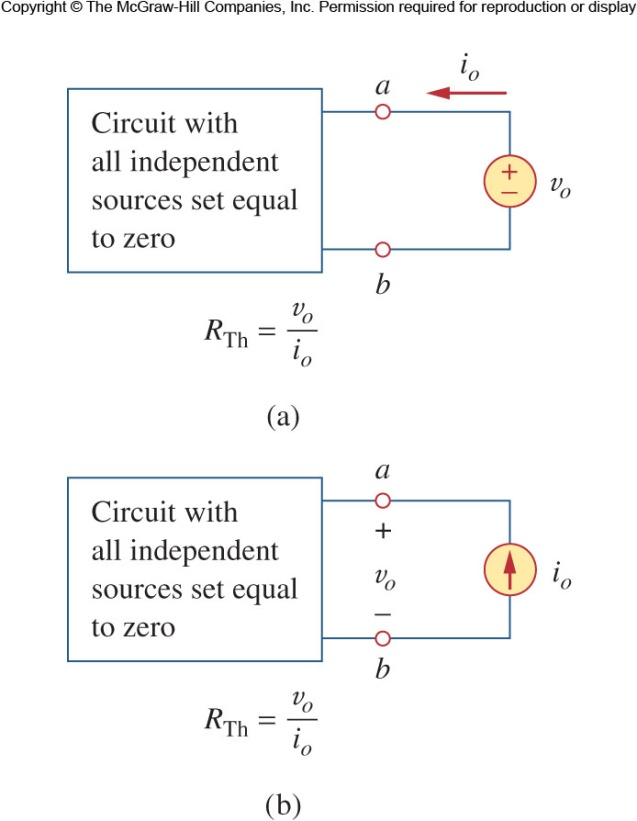 Copyright © The McGraw-Hill Companies, Inc. Permission required for reproduction or display
i_o
a
Circuit with
all independent
sources set equal
to zero
+
−
v_o
b
R_Th = v_o / i_o
(a)
a
Circuit with
all independent
sources set equal
to zero
+
v_o
−
i_o
b
R_Th = v_o / i_o
(b)